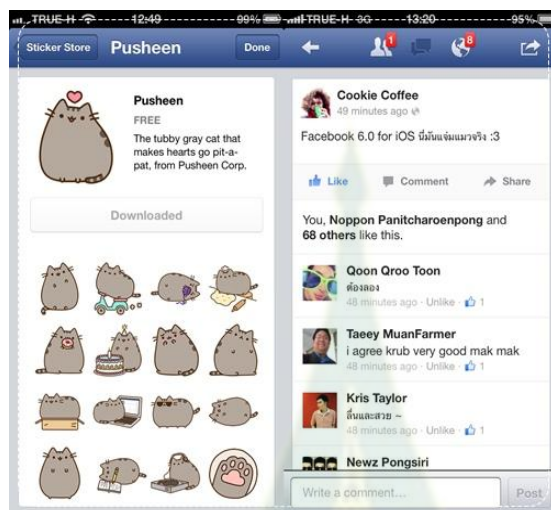 TRUE-H 12:49 99%
Sticker Store Pusheen Done
Pusheen
FREE
The tubby gray cat that
makes hearts go pit-a-
pat, from Pusheen Corp.
Downloaded
TRUE-H 3G 13:20 95%
1 8
Cookie Coffee
49 minutes ago
Facebook 6.0 for iOS นี่มันแจ่มแมวจริง :3
Like Comment Share
You, Noppon Panitcharoenpong and
68 others like this.
Qoon Qroo Toon
ต้องลอง
48 minutes ago · Unlike · 1
Taeey MuanFarmer
i agree krub very good mak mak
48 minutes ago · Unlike · 1
Kris Taylor
ลื่นและสวย ~
48 minutes ago · Unlike · 1
Newz Pongsiri
Write a comment... Post